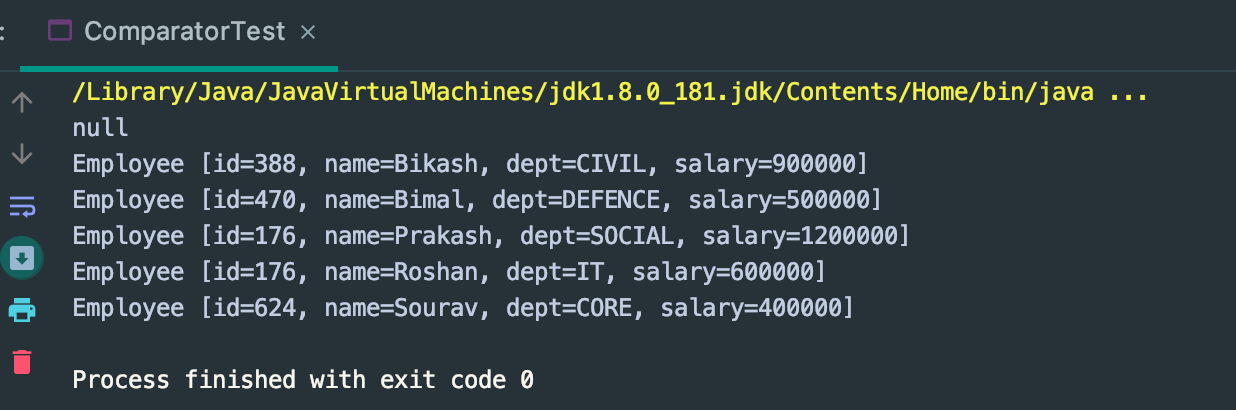 : ComparatorTest ×
/Library/Java/JavaVirtualMachines/jdk1.8.0_181.jdk/Contents/Home/bin/java ...
null
Employee [id=388, name=Bikash, dept=CIVIL, salary=900000]
Employee [id=470, name=Bimal, dept=DEFENCE, salary=500000]
Employee [id=176, name=Prakash, dept=SOCIAL, salary=1200000]
Employee [id=176, name=Roshan, dept=IT, salary=600000]
Employee [id=624, name=Sourav, dept=CORE, salary=400000]
Process finished with exit code 0